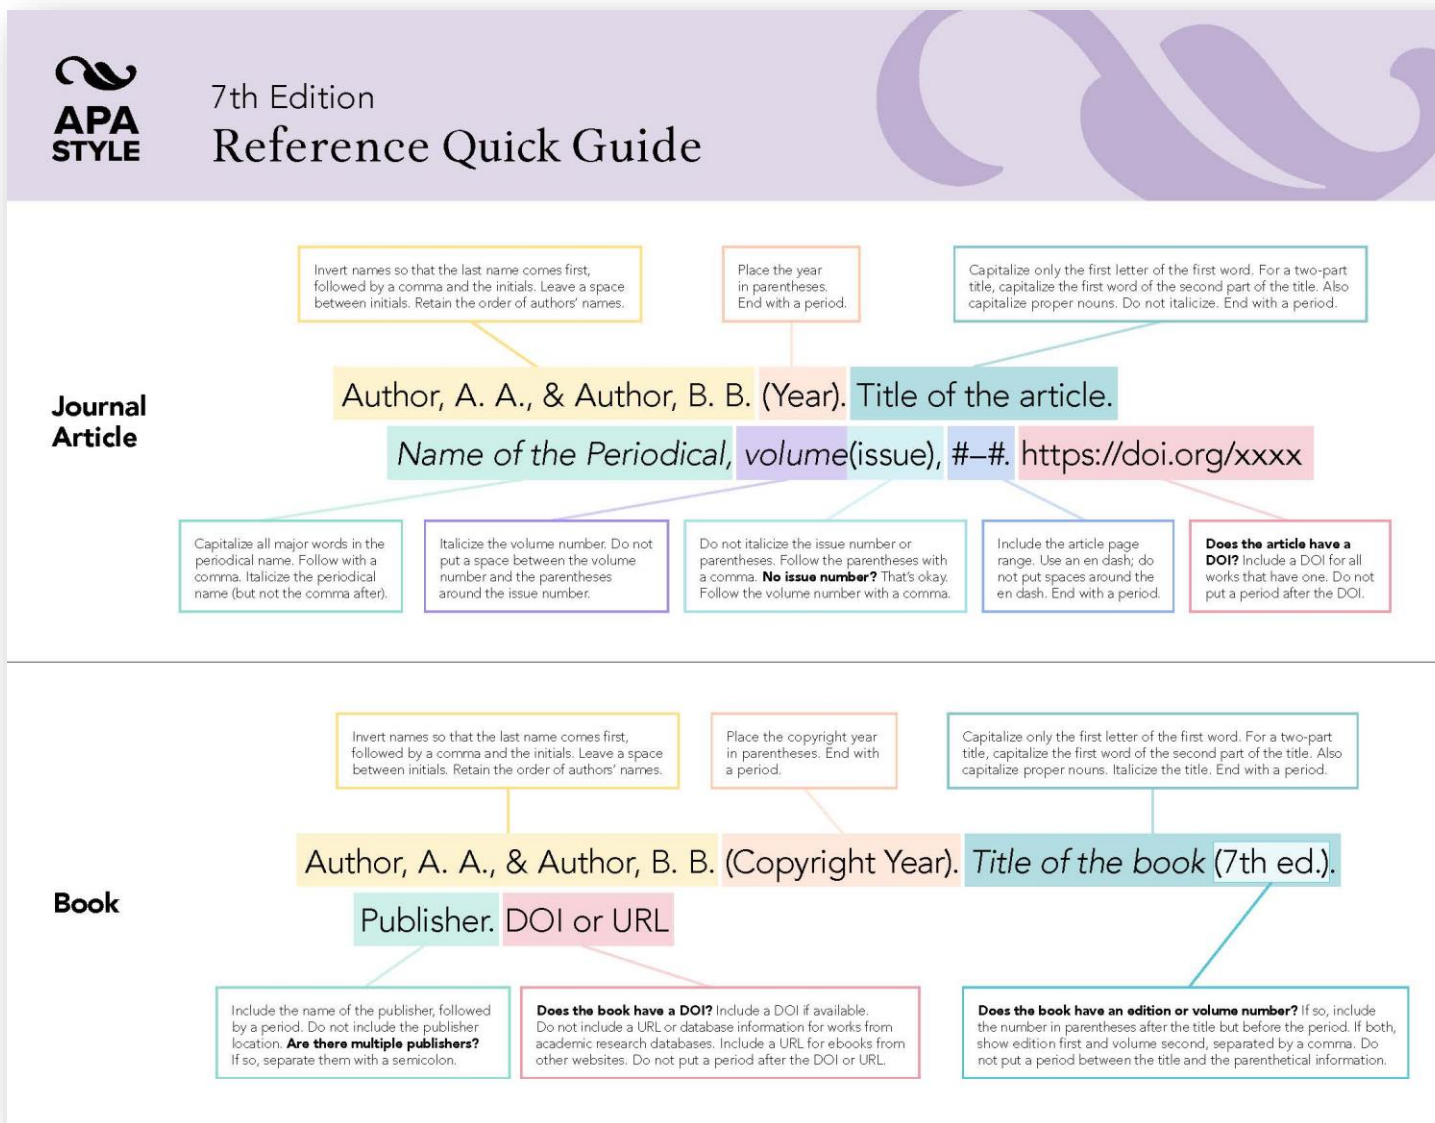 APA
STYLE
7th Edition
Reference Quick Guide
Journal
Article
Invert names so that the last name comes first,
followed by a comma and the initials. Leave a space
between initials. Retain the order of authors’ names.
Place the year
in parentheses.
End with a period.
Capitalize only the first letter of the first word. For a two-part
title, capitalize the first word of the second part of the title. Also
capitalize proper nouns. Do not italicize. End with a period.
Author, A. A., & Author, B. B. (Year). Title of the article.
Name of the Periodical, volume(issue), #–#. https://doi.org/xxxx
Capitalize all major words in the
periodical name. Follow with a
comma. Italicize the periodical
name (but not the comma after).
Italicize the volume number. Do not
put a space between the volume
number and the parentheses
around the issue number.
Do not italicize the issue number or
parentheses. Follow the parentheses with
a comma. No issue number? That’s okay.
Follow the volume number with a comma.
Include the article page
range. Use an en dash; do
not put spaces around the
en dash. End with a period.
Does the article have a
DOI? Include a DOI for all
works that have one. Do not
put a period after the DOI.
Book
Invert names so that the last name comes first,
followed by a comma and the initials. Leave a space
between initials. Retain the order of authors’ names.
Place the copyright year
in parentheses. End with
a period.
Capitalize only the first letter of the first word. For a two-part
title, capitalize the first word of the second part of the title. Also
capitalize proper nouns. Italicize the title. End with a period.
Author, A. A., & Author, B. B. (Copyright Year). Title of the book (7th ed.).
Publisher. DOI or URL
Include the name of the publisher, followed
by a period. Do not include the publisher
location. Are there multiple publishers?
If so, separate them with a semicolon.
Does the book have a DOI? Include a DOI if available.
Do not include a URL or database information for works from
academic research databases. Include a URL for ebooks from
other websites. Do not put a period after the DOI or URL.
Does the book have an edition or volume number? If so, include
the number in parentheses after the title but before the period. If both,
show edition first and volume second, separated by a comma. Do
not put a period between the title and the parenthetical information.